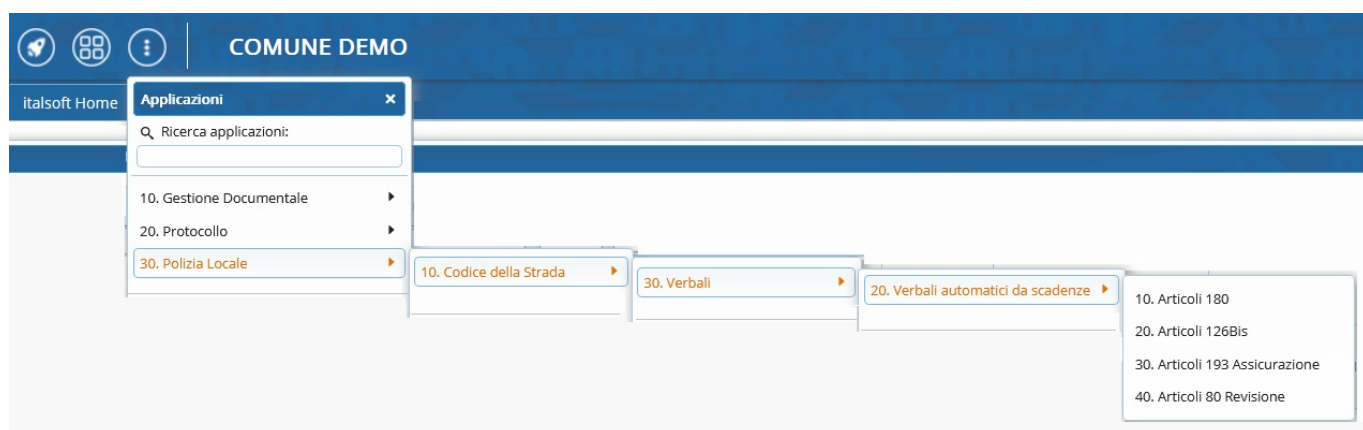 COMUNE DEMO
italsoft Home
Applicazioni
Ricerca applicazioni:
10. Gestione Documentale
20. Protocollo
30. Polizia Locale
10. Codice della Strada
30. Verbali
20. Verbali automatici da scadenze
10. Articoli 180
20. Articoli 126Bis
30. Articoli 193 Assicurazione
40. Articoli 80 Revisione